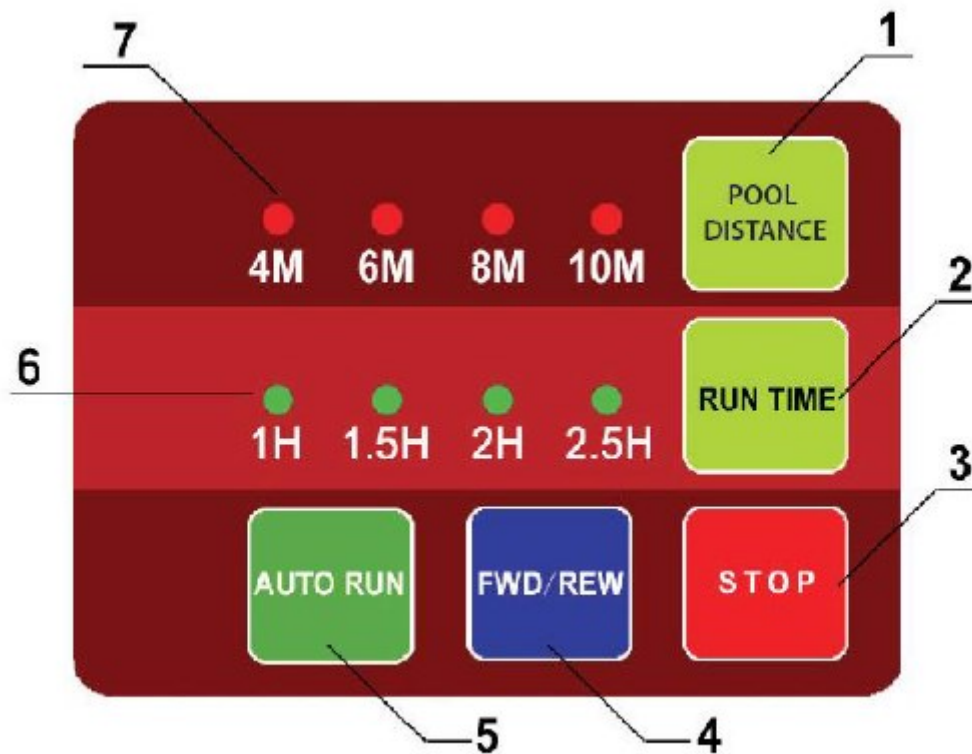 7
1
POOL
DISTANCE
4M 6M 8M 10M
2
6
RUN TIME
1H 1.5H 2H 2.5H
3
AUTO RUN FWD/REW STOP
5
4